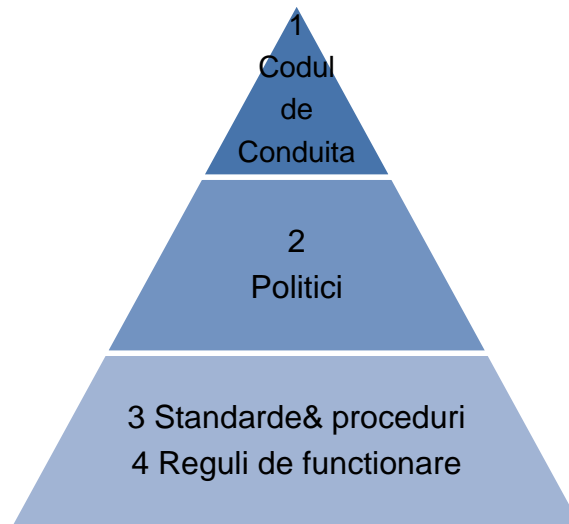 1
Codul
de
Conduita
2
Politici
3 Standarde& proceduri
4 Reguli de functionare